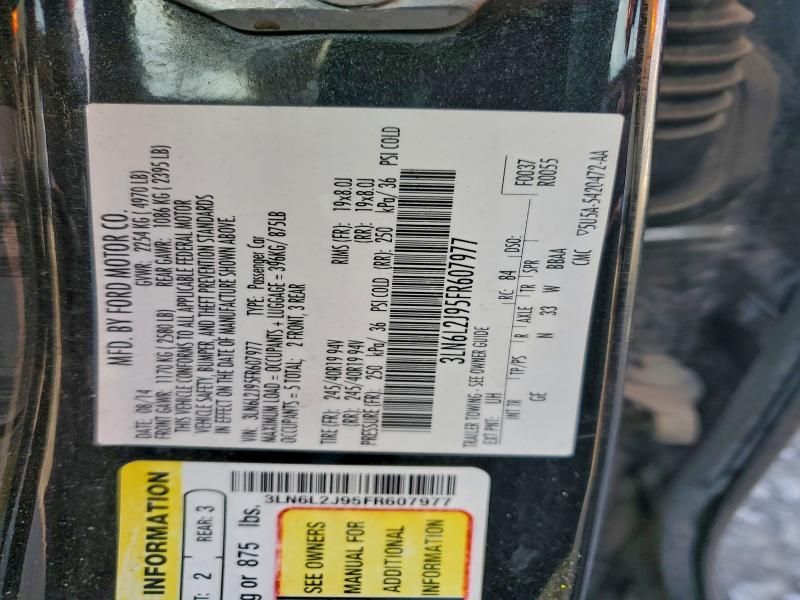 MFD. BY FORD MOTOR CO.
DATE: 08/14 GVWR: 2254 KG ( 4970 LB)
FRONT GAWR: 1170 KG ( 2580 LB) REAR GAWR: 1086 KG ( 2395 LB)
THIS VEHICLE CONFORMS TO ALL APPLICABLE FEDERAL MOTOR
VEHICLE SAFETY, BUMPER, AND THEFT PREVENTION STANDARDS
IN EFFECT ON THE DATE OF MANUFACTURE SHOWN ABOVE.
VIN: 3LN6L2J95FR607977 TYPE: Passenger Car
MAXIMUM LOAD = OCCUPANTS + LUGGAGE = 396KG/ 875LB
OCCUPANTS = 5 TOTAL; 2 FRONT, 3 REAR
TIRE (FR): 245/40R19 94V RIMS (FR): 19x8.0J
(RR): 245/40R19 94V (RR): 19x8.0J
PRESSURE (FR): 250 kPa/ 36 PSI COLD (RR): 250 kPa/ 36 PSI COLD
3LN6L2J95FR607977
TRAILER TOWING - SEE OWNER GUIDE
EXT PNT: UH RC: 84 DSO: F0037
R0055
INT TR TP/PS R AXLE TR SPR
GE N 33 W BBAA
CMC ▽5U5A-5420472-AA
3LN6L2J95FR607977
INFORMATION
: 2 REAR: 3
g or 875 lbs.
SEE OWNERS
MANUAL FOR
ADDITIONAL
INFORMATION